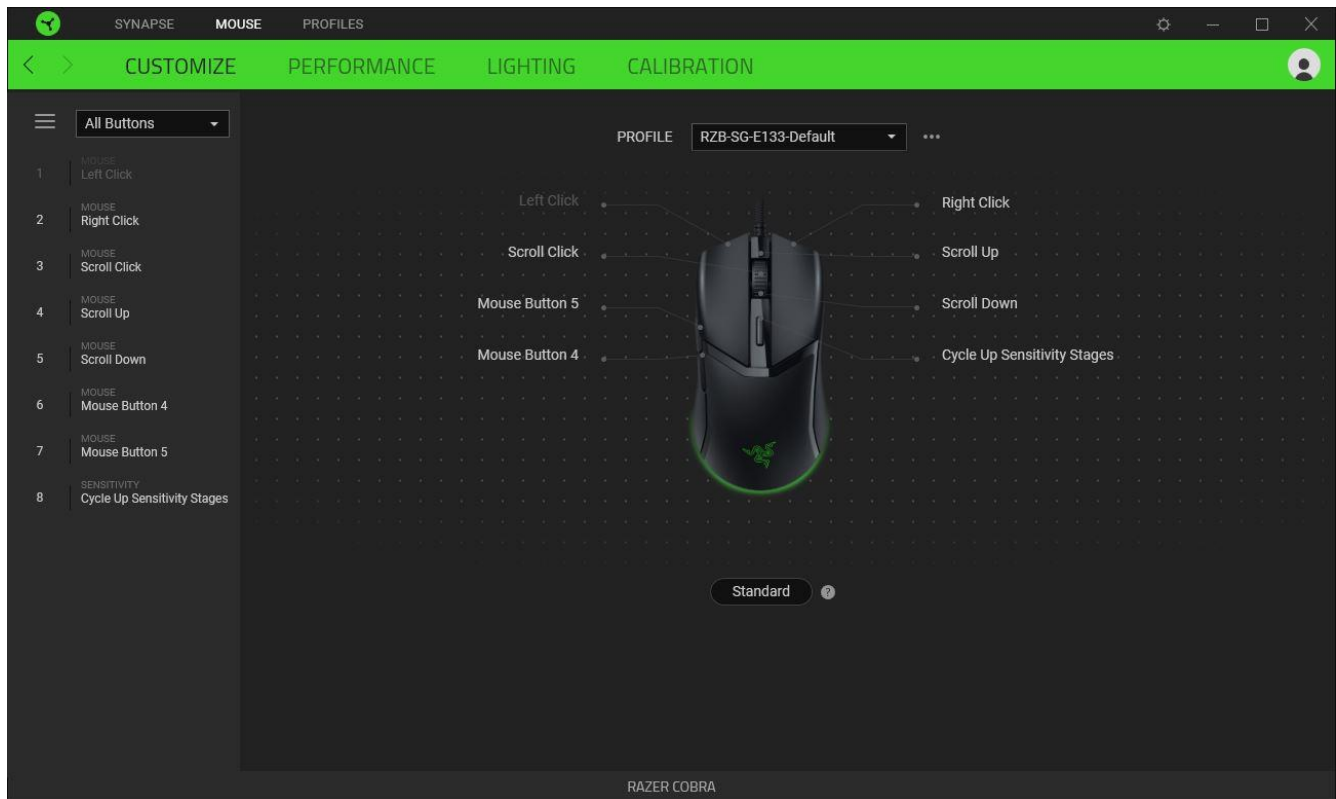 SYNAPSE MOUSE PROFILES
CUSTOMIZE PERFORMANCE LIGHTING CALIBRATION
All Buttons
1 MOUSE
Left Click
2 MOUSE
Right Click
3 MOUSE
Scroll Click
4 MOUSE
Scroll Up
5 MOUSE
Scroll Down
6 MOUSE
Mouse Button 4
7 MOUSE
Mouse Button 5
8 SENSITIVITY
Cycle Up Sensitivity Stages
PROFILE RZB-SG-E133-Default
Left Click Right Click
Scroll Click Scroll Up
Mouse Button 5 Scroll Down
Mouse Button 4 Cycle Up Sensitivity Stages
Standard ?
RAZER COBRA